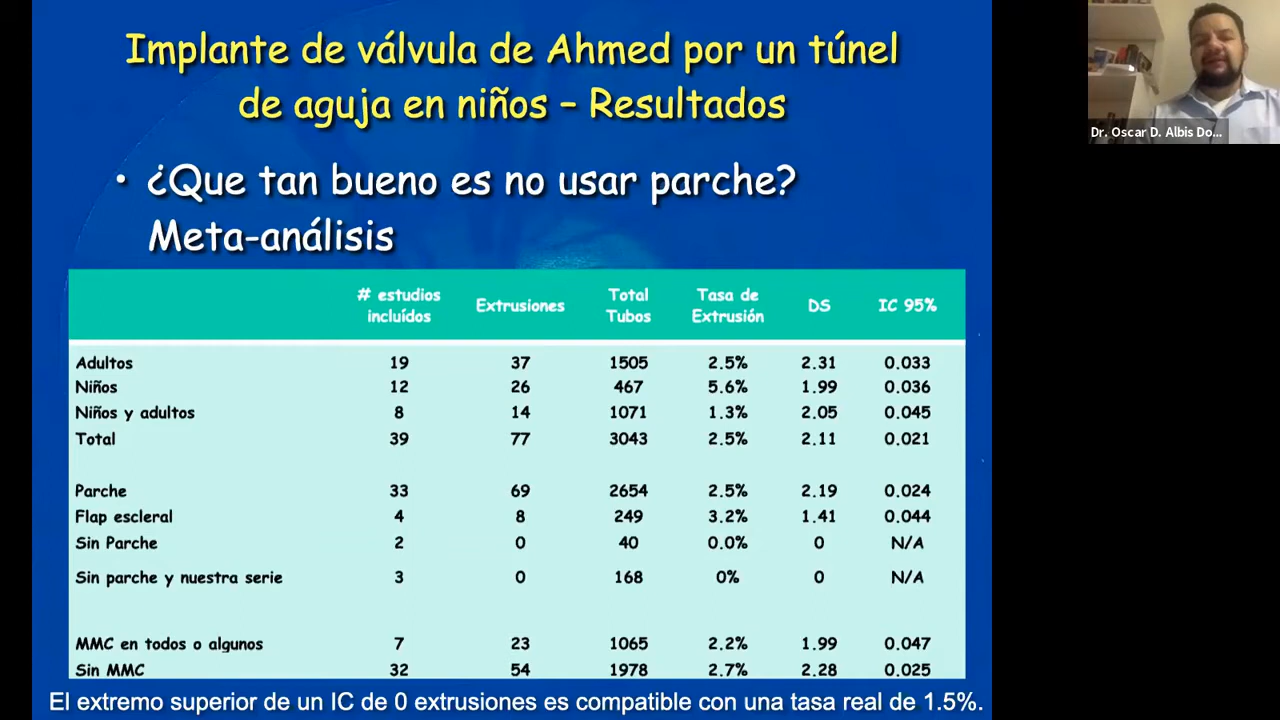 Implante de válvula de Ahmed por un túnel
de aguja en niños – Resultados
• ¿Que tan bueno es no usar parche?
Meta-análisis
# estudios incluídos Extrusiones Total Tubos Tasa de Extrusión DS IC 95%
Adultos 19 37 1505 2.5% 2.31 0.033
Niños 12 26 467 5.6% 1.99 0.036
Niños y adultos 8 14 1071 1.3% 2.05 0.045
Total 39 77 3043 2.5% 2.11 0.021
Parche 33 69 2654 2.5% 2.19 0.024
Flap escleral 4 8 249 3.2% 1.41 0.044
Sin Parche 2 0 40 0.0% 0 N/A
Sin parche y nuestra serie 3 0 168 0% 0 N/A
MMC en todos o algunos 7 23 1065 2.2% 1.99 0.047
Sin MMC 32 54 1978 2.7% 2.28 0.025
El extremo superior de un IC de 0 extrusiones es compatible con una tasa real de 1.5%.
Dr. Oscar D. Albis Do...